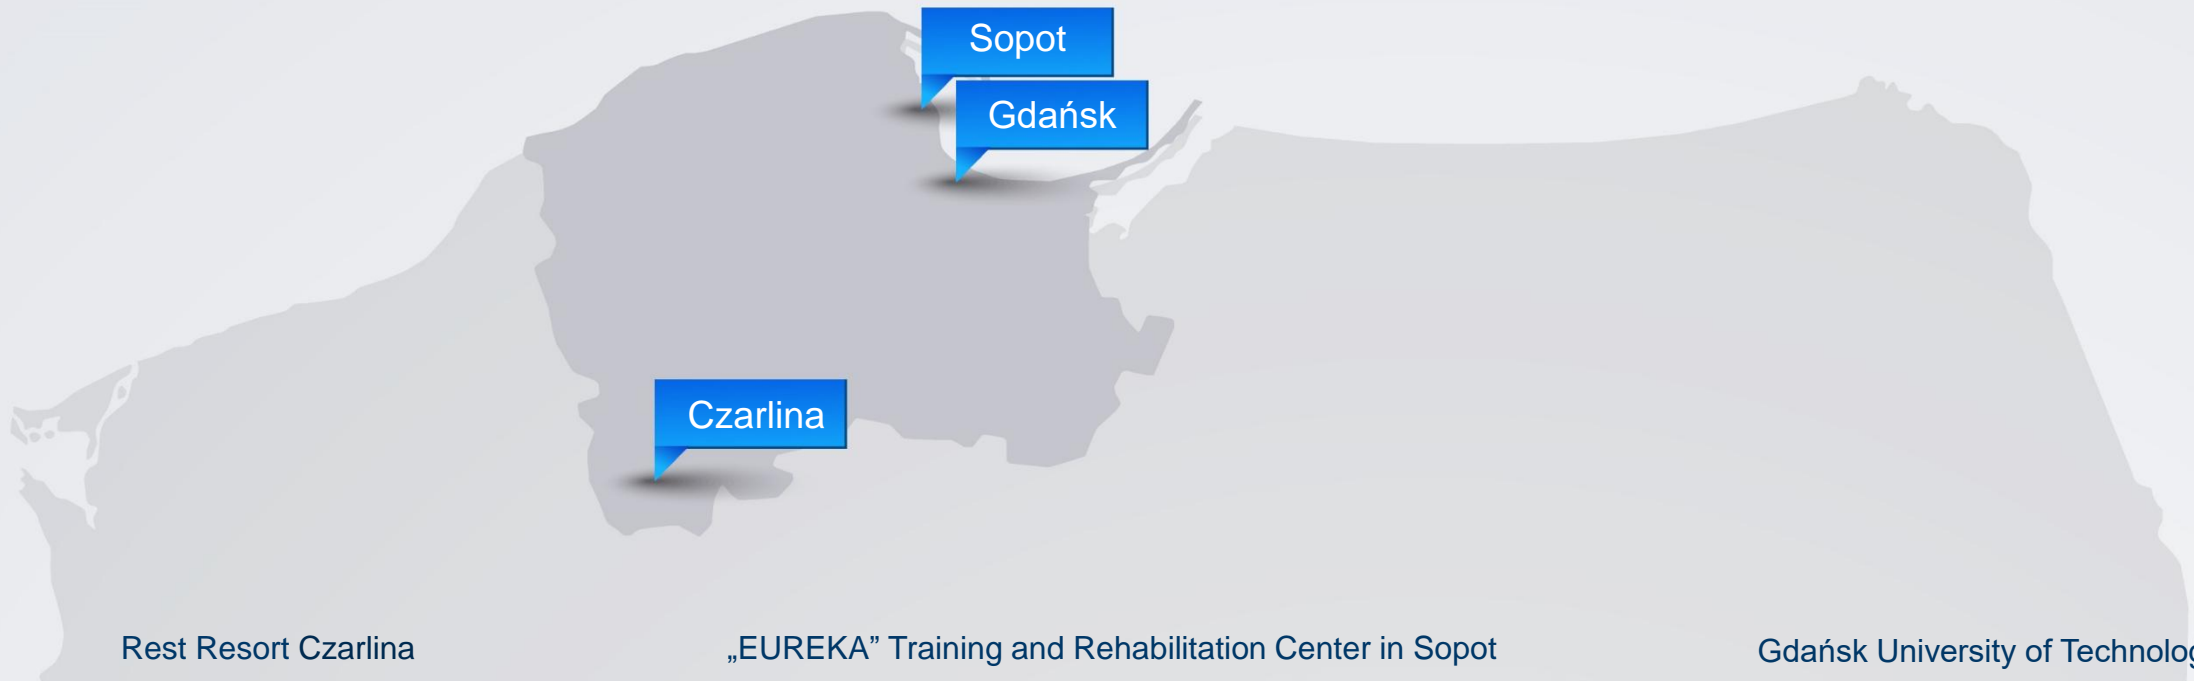 Sopot
Gdańsk
Czarlina
Rest Resort Czarlina
„EUREKA” Training and Rehabilitation Center in Sopot
Gdańsk University of Technolog